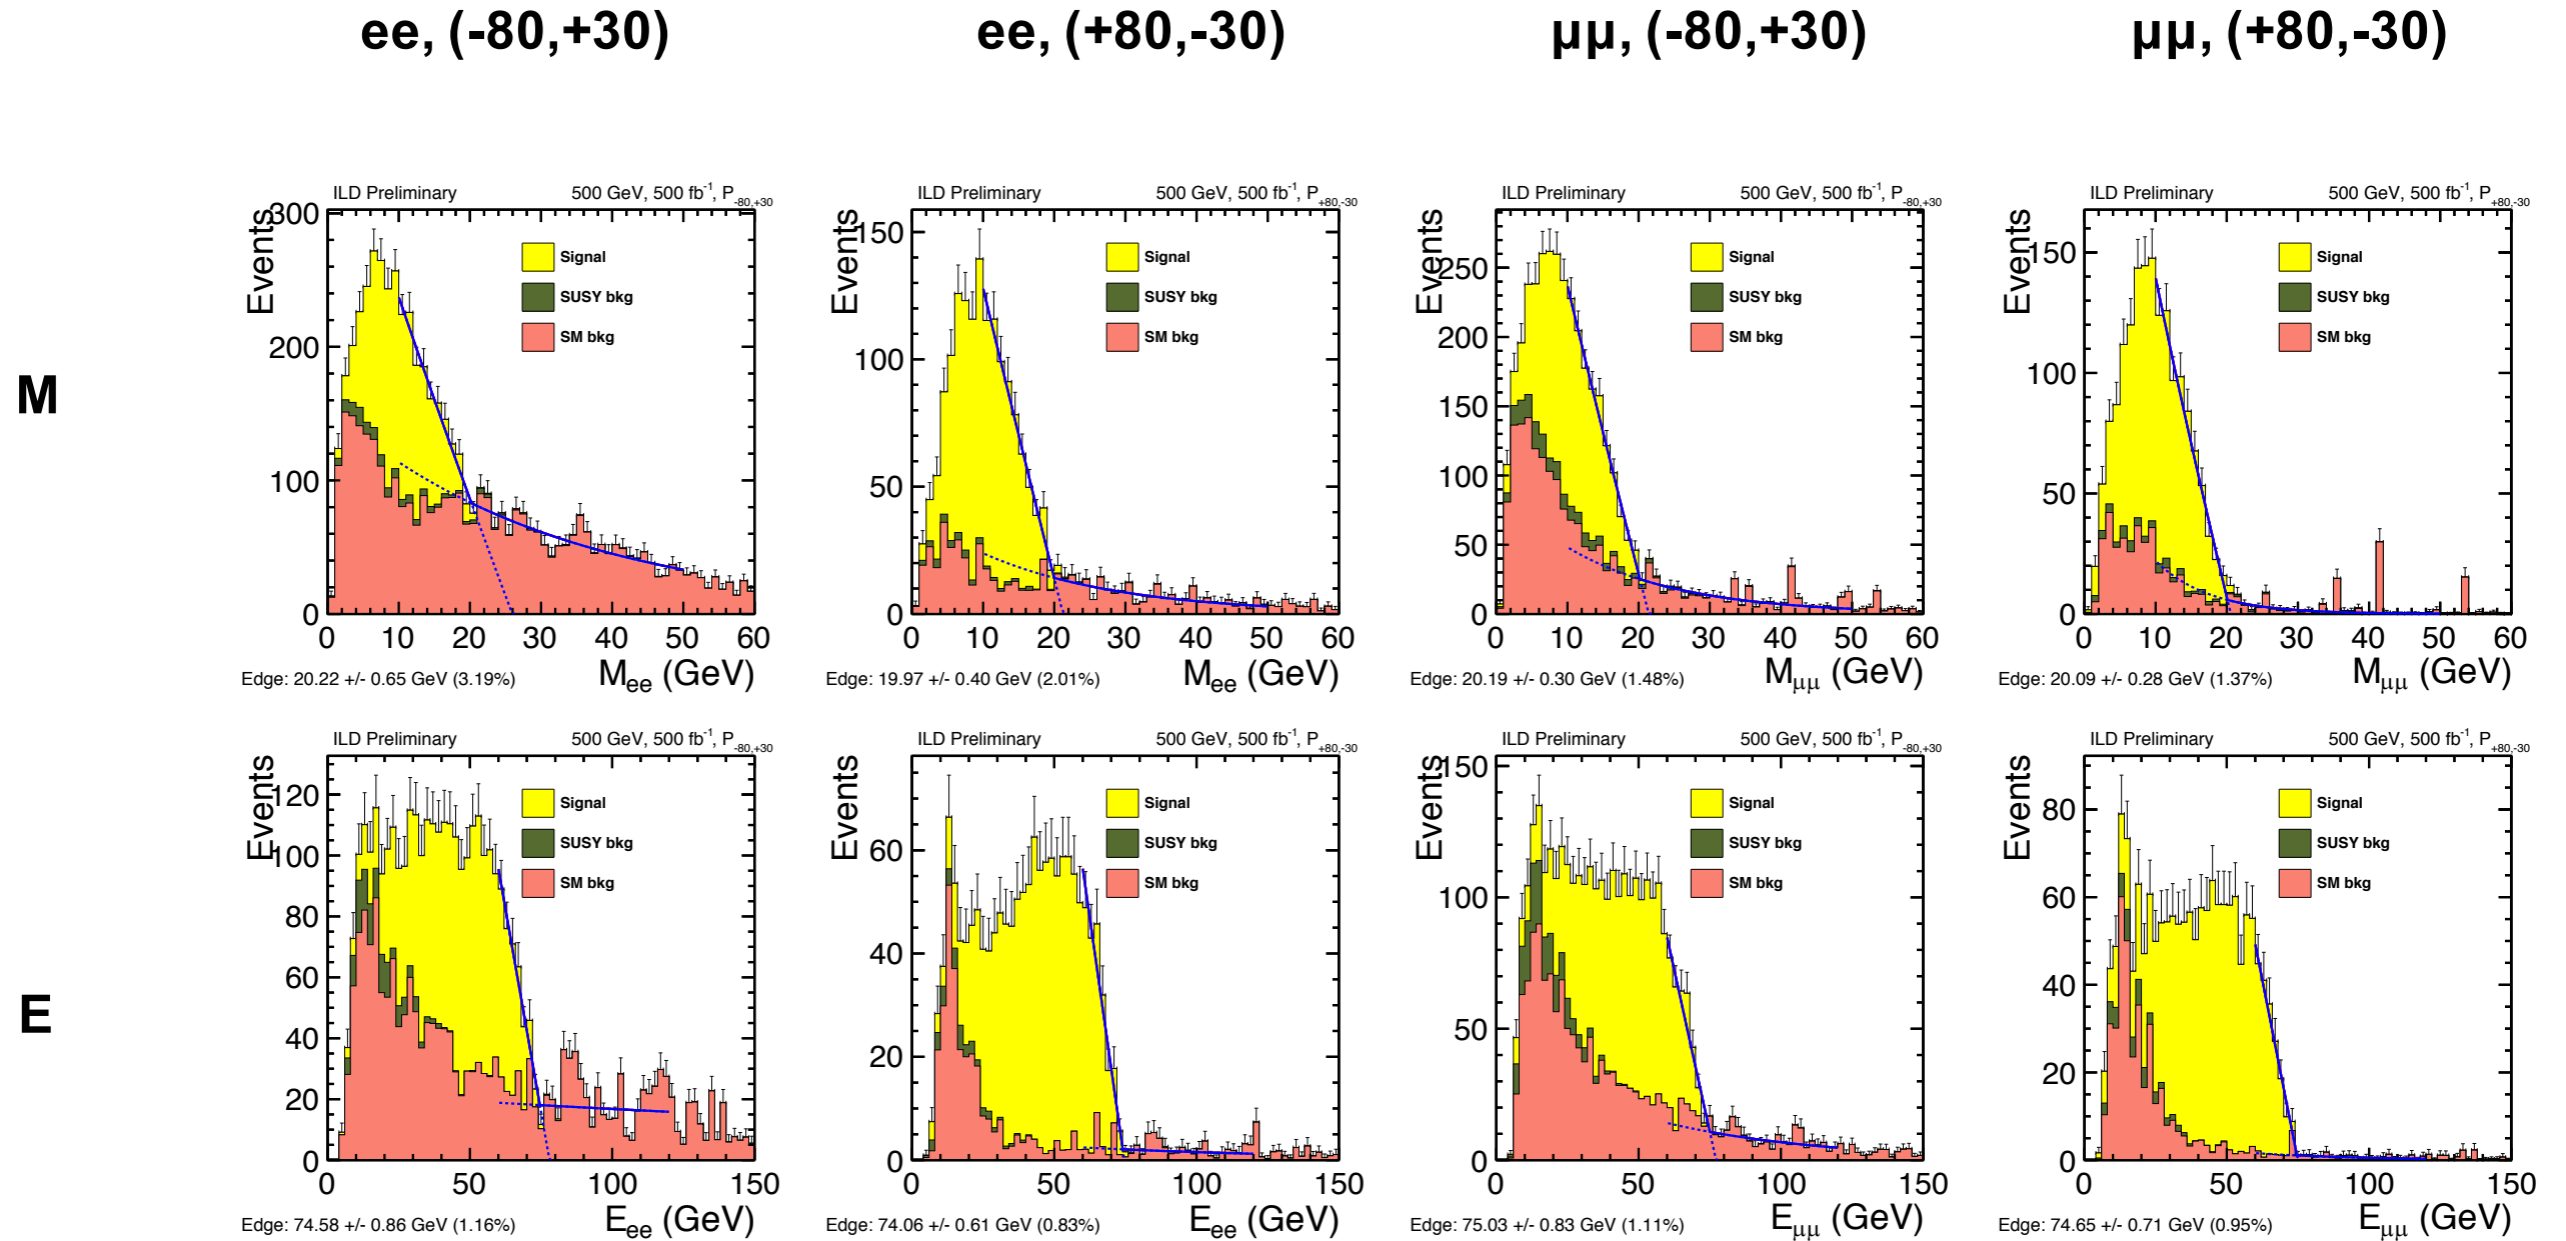 ee, (-80,+30) ee, (+80,-30) μμ, (-80,+30) μμ, (+80,-30)
M
ILD Preliminary 500 GeV, 500 fb-1, P-80,+30
Events
300
200
100
0
0 10 20 30 40 50 60
Signal
SUSY bkg
SM bkg
Mee (GeV)
Edge: 20.22 +/- 0.65 GeV (3.19%)
ILD Preliminary 500 GeV, 500 fb-1, P+80,-30
Events
150
100
50
0
0 10 20 30 40 50 60
Signal
SUSY bkg
SM bkg
Mee (GeV)
Edge: 19.97 +/- 0.40 GeV (2.01%)
ILD Preliminary 500 GeV, 500 fb-1, P-80,+30
Events
250
200
150
100
50
0
0 10 20 30 40 50 60
Signal
SUSY bkg
SM bkg
Mμμ (GeV)
Edge: 20.19 +/- 0.30 GeV (1.48%)
ILD Preliminary 500 GeV, 500 fb-1, P+80,-30
Events
150
100
50
0
0 10 20 30 40 50 60
Signal
SUSY bkg
SM bkg
Mμμ (GeV)
Edge: 20.09 +/- 0.28 GeV (1.37%)
E
ILD Preliminary 500 GeV, 500 fb-1, P-80,+30
Events
120
100
80
60
40
20
0
0 50 100 150
Signal
SUSY bkg
SM bkg
Eee (GeV)
Edge: 74.58 +/- 0.86 GeV (1.16%)
ILD Preliminary 500 GeV, 500 fb-1, P+80,-30
Events
60
40
20
0
0 50 100 150
Signal
SUSY bkg
SM bkg
Eee (GeV)
Edge: 74.06 +/- 0.61 GeV (0.83%)
ILD Preliminary 500 GeV, 500 fb-1, P-80,+30
Events
150
100
50
0
0 50 100 150
Signal
SUSY bkg
SM bkg
Eμμ (GeV)
Edge: 75.03 +/- 0.83 GeV (1.11%)
ILD Preliminary 500 GeV, 500 fb-1, P+80,-30
Events
80
60
40
20
0
0 50 100 150
Signal
SUSY bkg
SM bkg
Eμμ (GeV)
Edge: 74.65 +/- 0.71 GeV (0.95%)